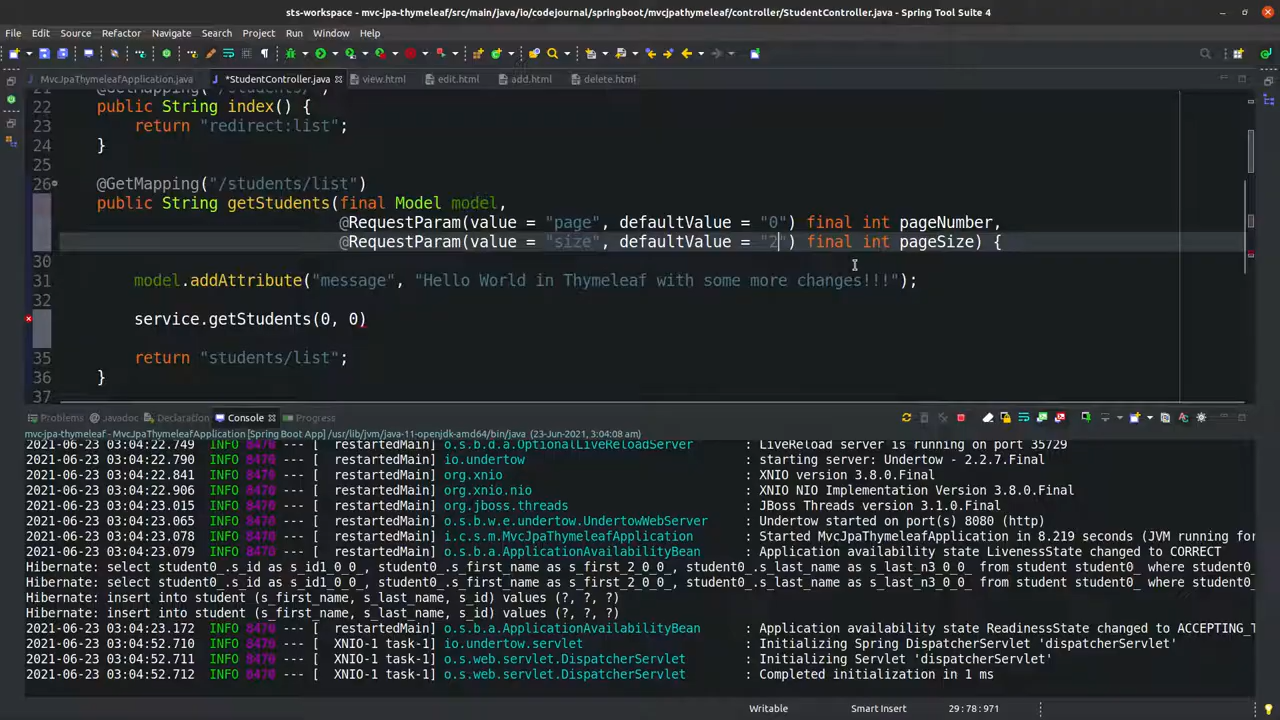 sts-workspace - mvc-jpa-thymeleaf/src/main/java/io/codejournal/springboot/mvcjpathymeleaf/controller/StudentController.java - Spring Tool Suite 4
File Edit Source Refactor Navigate Search Project Run Window Help
MvcJpaThymeleafApplication.java *StudentController.java view.html edit.html add.html delete.html
21 @GetMapping("/students/")
22 public String index() {
23 return "redirect:list";
24 }
25
26 @GetMapping("/students/list")
public String getStudents(final Model model,
@RequestParam(value = "page", defaultValue = "0") final int pageNumber,
@RequestParam(value = "size", defaultValue = "2") final int pageSize) {
30
31 model.addAttribute("message", "Hello World in Thymeleaf with some more changes!!!");
32
service.getStudents(0, 0)
35 return "students/list";
36 }
37
Problems Javadoc Declaration Console Progress
mvc-jpa-thymeleaf - MvcJpaThymeleafApplication [Spring Boot App] /usr/lib/jvm/java-11-openjdk-amd64/bin/java (23-Jun-2021, 3:04:08 am)
2021-06-23 03:04:22.749 INFO 8470 --- [ restartedMain] o.s.b.d.a.OptionalLiveReloadServer : LiveReload server is running on port 35729
2021-06-23 03:04:22.790 INFO 8470 --- [ restartedMain] io.undertow : starting server: Undertow - 2.2.7.Final
2021-06-23 03:04:22.841 INFO 8470 --- [ restartedMain] org.xnio : XNIO version 3.8.0.Final
2021-06-23 03:04:22.906 INFO 8470 --- [ restartedMain] org.xnio.nio : XNIO NIO Implementation Version 3.8.0.Final
2021-06-23 03:04:23.015 INFO 8470 --- [ restartedMain] org.jboss.threads : JBoss Threads version 3.1.0.Final
2021-06-23 03:04:23.065 INFO 8470 --- [ restartedMain] o.s.b.w.e.undertow.UndertowWebServer : Undertow started on port(s) 8080 (http)
2021-06-23 03:04:23.078 INFO 8470 --- [ restartedMain] i.c.s.m.MvcJpaThymeleafApplication : Started MvcJpaThymeleafApplication in 8.219 seconds (JVM running for
2021-06-23 03:04:23.079 INFO 8470 --- [ restartedMain] o.s.b.a.ApplicationAvailabilityBean : Application availability state LivenessState changed to CORRECT
Hibernate: select student0_.s_id as s_id1_0_0_, student0_.s_first_name as s_first_2_0_0_, student0_.s_last_name as s_last_n3_0_0_ from student student0_ where student0_.s
Hibernate: select student0_.s_id as s_id1_0_0_, student0_.s_first_name as s_first_2_0_0_, student0_.s_last_name as s_last_n3_0_0_ from student student0_ where student0_.s
Hibernate: insert into student (s_first_name, s_last_name, s_id) values (?, ?, ?)
Hibernate: insert into student (s_first_name, s_last_name, s_id) values (?, ?, ?)
2021-06-23 03:04:23.172 INFO 8470 --- [ restartedMain] o.s.b.a.ApplicationAvailabilityBean : Application availability state ReadinessState changed to ACCEPTING_T
2021-06-23 03:04:52.710 INFO 8470 --- [ XNIO-1 task-1] io.undertow.servlet : Initializing Spring DispatcherServlet 'dispatcherServlet'
2021-06-23 03:04:52.711 INFO 8470 --- [ XNIO-1 task-1] o.s.web.servlet.DispatcherServlet : Initializing Servlet 'dispatcherServlet'
2021-06-23 03:04:52.712 INFO 8470 --- [ XNIO-1 task-1] o.s.web.servlet.DispatcherServlet : Completed initialization in 1 ms
Writable Smart Insert 29:78:971